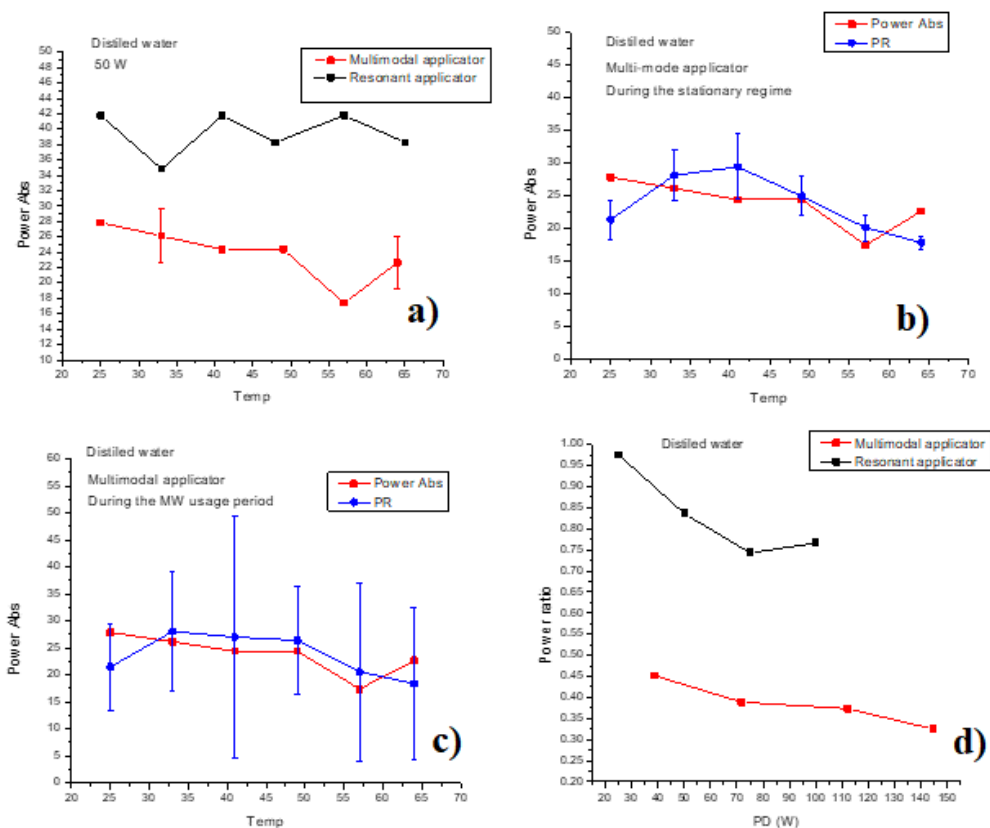 Distiled water
50 W
Multimodal applicator
Resonant applicator
Power Abs
50
48
46
44
42
40
38
36
34
32
30
28
26
24
22
20
18
16
14
12
10
20 25 30 35 40 45 50 55 60 65 70
Temp
a)
Power Abs
PR
Distiled water
Multi-mode applicator
During the stationary regime
Power Abs
50
45
40
35
30
25
20
15
10
5
0
20 25 30 35 40 45 50 55 60 65 70
Temp
b)
Distiled water
Multimodal applicator
During the MW usage period
Power Abs
PR
Power Abs
60
55
50
45
40
35
30
25
20
15
10
5
0
20 25 30 35 40 45 50 55 60 65 70
Temp
c)
Distiled water
Multimodal applicator
Resonant applicator
Power ratio
1.00
0.95
0.90
0.85
0.80
0.75
0.70
0.65
0.60
0.55
0.50
0.45
0.40
0.35
0.30
0.25
0.20
20 30 40 50 60 70 80 90 100 110 120 130 140 150
PD (W)
d)